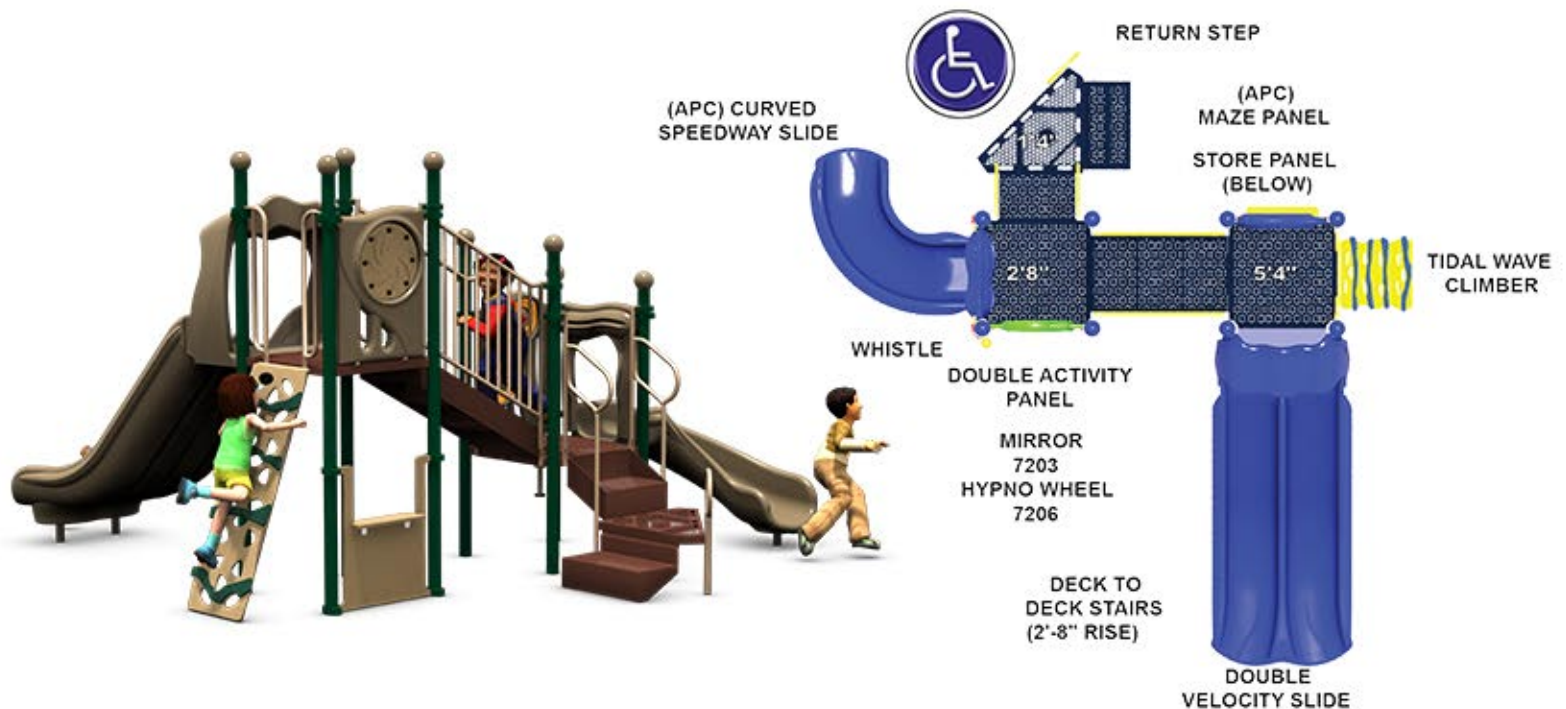 RETURN STEP
(APC) CURVED
SPEEDWAY SLIDE
(APC)
MAZE PANEL
STORE PANEL
(BELOW)
1'4"
2'8"
5'4"
TIDAL WAVE
CLIMBER
WHISTLE
DOUBLE ACTIVITY
PANEL
MIRROR
7203
HYPNO WHEEL
7206
DECK TO
DECK STAIRS
(2'-8" RISE)
DOUBLE
VELOCITY SLIDE